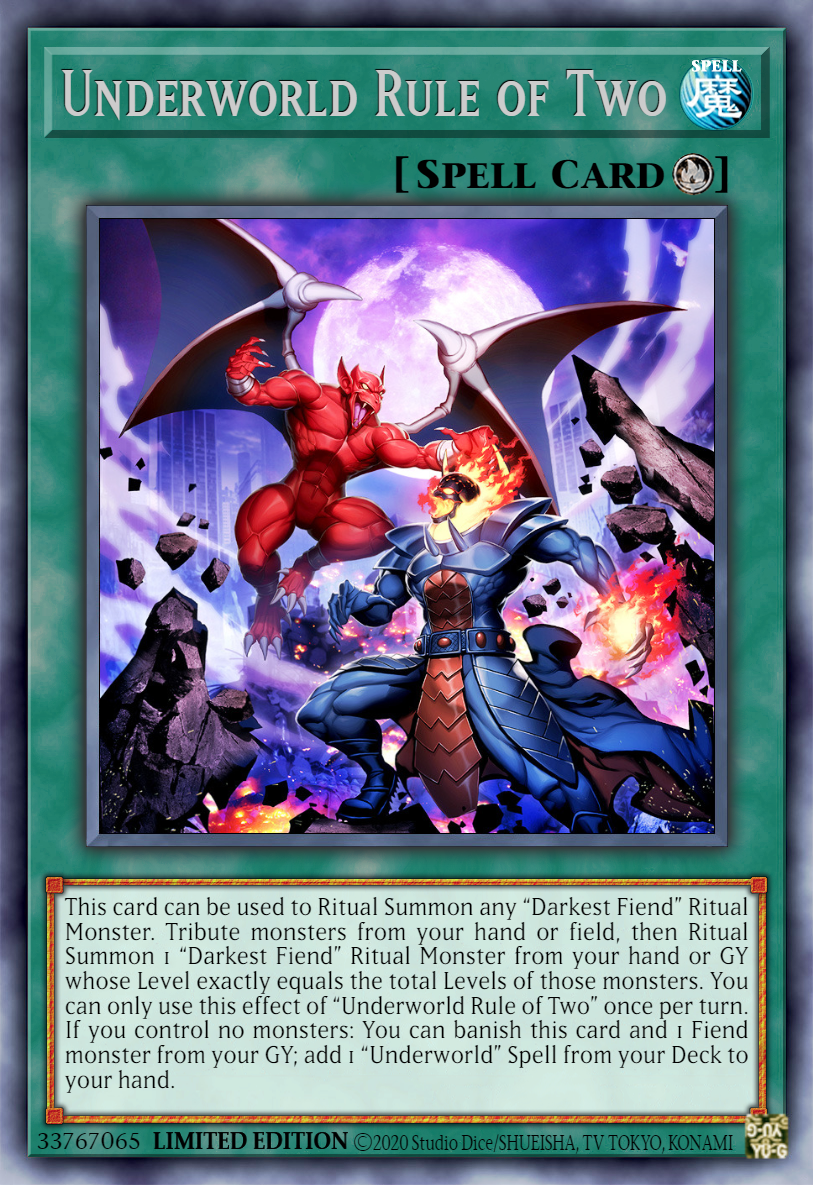 UNDERWORLD RULE OF TWO
SPELL
魔
[SPELL CARD]
This card can be used to Ritual Summon any “Darkest Fiend” Ritual
Monster. Tribute monsters from your hand or field, then Ritual
Summon 1 “Darkest Fiend” Ritual Monster from your hand or GY
whose Level exactly equals the total Levels of those monsters. You
can only use this effect of “Underworld Rule of Two” once per turn.
If you control no monsters: You can banish this card and 1 Fiend
monster from your GY; add 1 “Underworld” Spell from your Deck to
your hand.
33767065 LIMITED EDITION ©2020 Studio Dice/SHUEISHA, TV TOKYO, KONAMI